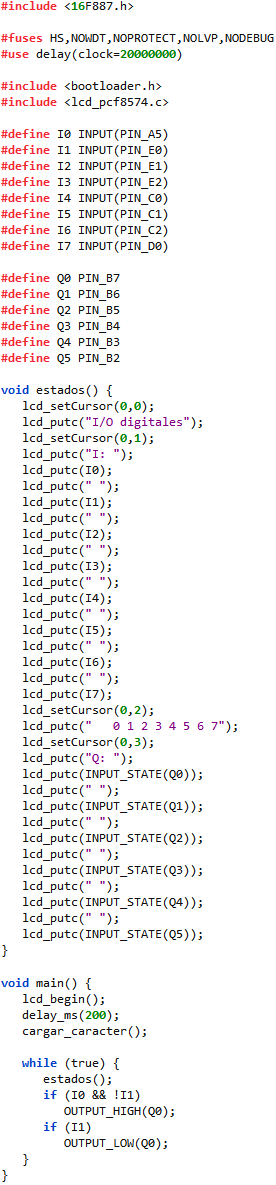 #include <16F887.h>
#fuses HS,NOWDT,NOPROTECT,NOLVP,NODEBUG
#use delay(clock=20000000)
#include <bootloader.h>
#include <lcd_pcf8574.c>
#define I0 INPUT(PIN_A5)
#define I1 INPUT(PIN_E0)
#define I2 INPUT(PIN_E1)
#define I3 INPUT(PIN_E2)
#define I4 INPUT(PIN_C0)
#define I5 INPUT(PIN_C1)
#define I6 INPUT(PIN_C2)
#define I7 INPUT(PIN_D0)
#define Q0 PIN_B7
#define Q1 PIN_B6
#define Q2 PIN_B5
#define Q3 PIN_B4
#define Q4 PIN_B3
#define Q5 PIN_B2
void estados() {
   lcd_setCursor(0,0);
   lcd_putc("I/O digitales");
   lcd_setCursor(0,1);
   lcd_putc("I: ");
   lcd_putc(I0);
   lcd_putc(" ");
   lcd_putc(I1);
   lcd_putc(" ");
   lcd_putc(I2);
   lcd_putc(" ");
   lcd_putc(I3);
   lcd_putc(" ");
   lcd_putc(I4);
   lcd_putc(" ");
   lcd_putc(I5);
   lcd_putc(" ");
   lcd_putc(I6);
   lcd_putc(" ");
   lcd_putc(I7);
   lcd_setCursor(0,2);
   lcd_putc("   0 1 2 3 4 5 6 7");
   lcd_setCursor(0,3);
   lcd_putc("Q: ");
   lcd_putc(INPUT_STATE(Q0));
   lcd_putc(" ");
   lcd_putc(INPUT_STATE(Q1));
   lcd_putc(" ");
   lcd_putc(INPUT_STATE(Q2));
   lcd_putc(" ");
   lcd_putc(INPUT_STATE(Q3));
   lcd_putc(" ");
   lcd_putc(INPUT_STATE(Q4));
   lcd_putc(" ");
   lcd_putc(INPUT_STATE(Q5));
}
void main() {
   lcd_begin();
   delay_ms(200);
   cargar_caracter();
   while (true) {
      estados();
      if (I0 && !I1)
         OUTPUT_HIGH(Q0);
      if (I1)
         OUTPUT_LOW(Q0);
   }
}